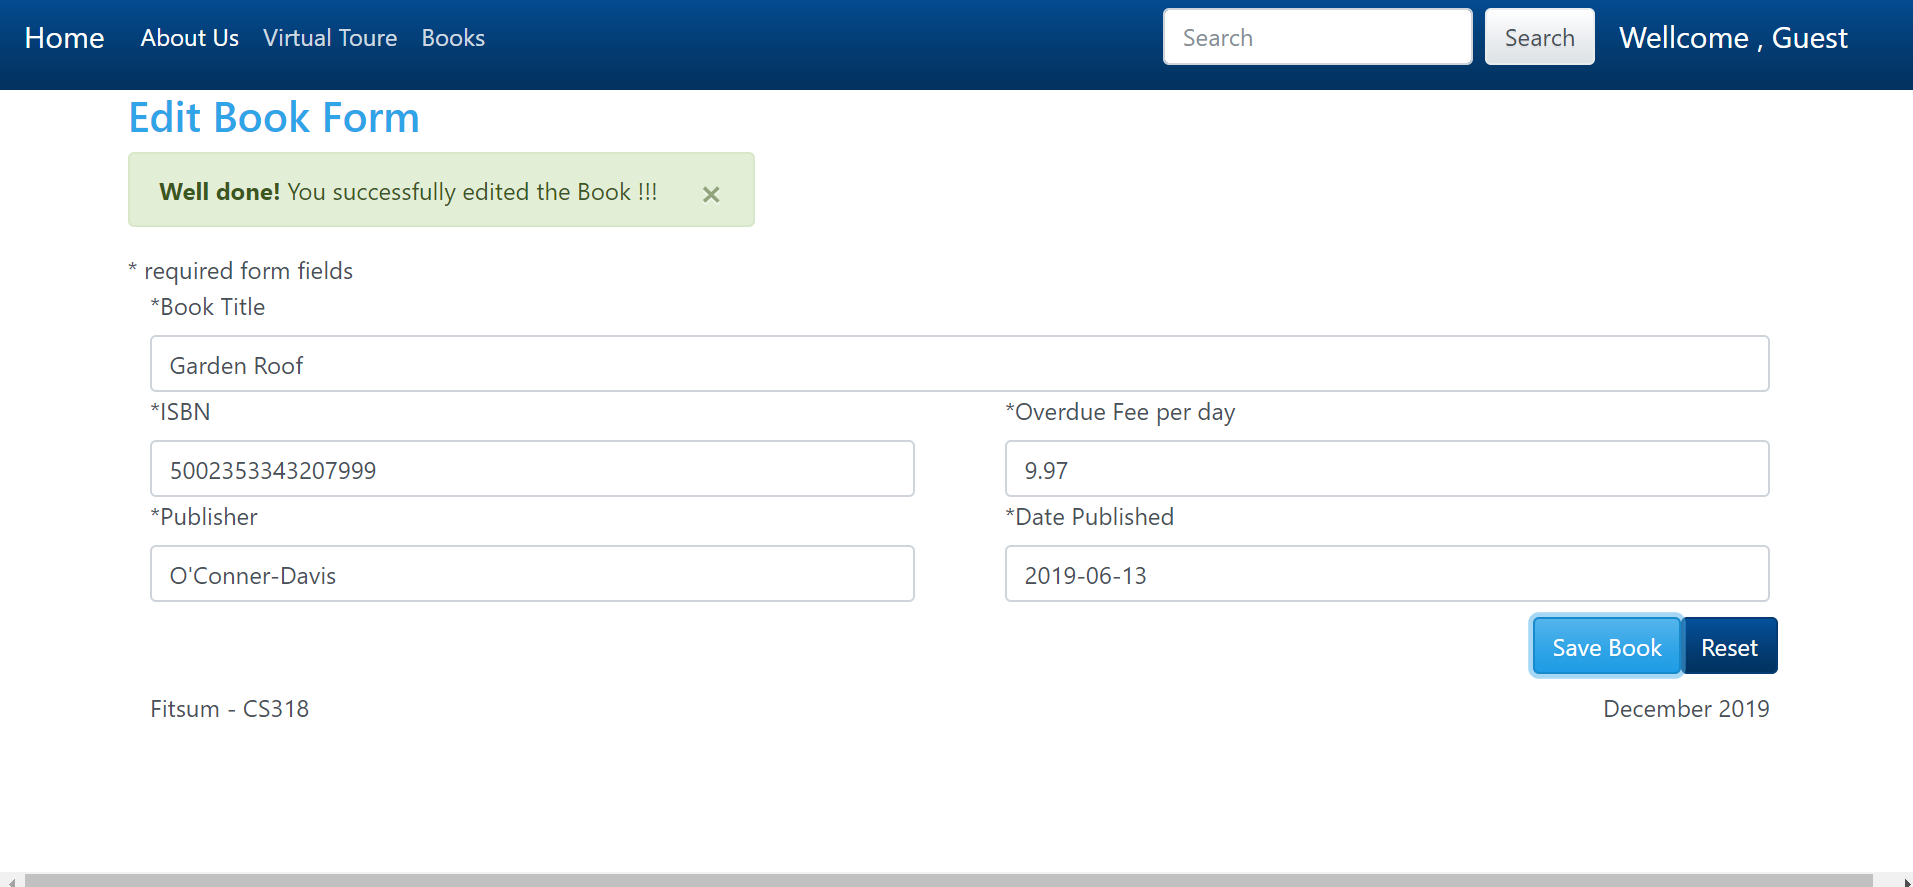 Home About Us Virtual Toure Books Search Search Wellcome , Guest
Edit Book Form
Well done! You successfully edited the Book !!! ×
* required form fields
*Book Title
Garden Roof
*ISBN *Overdue Fee per day
5002353343207999 9.97
*Publisher *Date Published
O'Conner-Davis 2019-06-13
Save Book Reset
Fitsum - CS318 December 2019